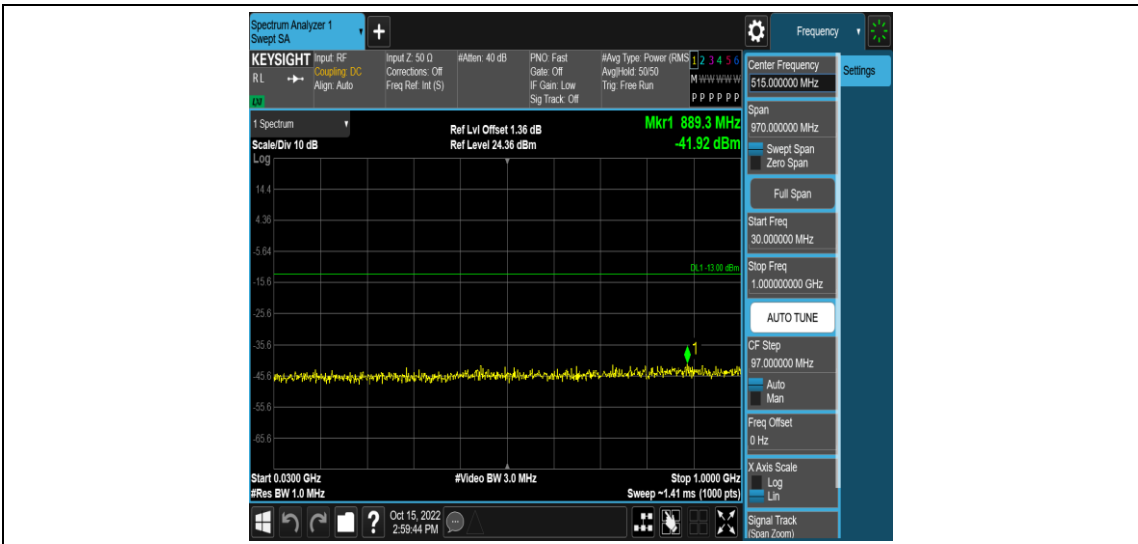 Spectrum Analyzer 1
Swept SA
+
Frequency
KEYSIGHT
RL
LXI
Input: RF
Coupling: DC
Align: Auto
Input Z: 50 Ω
Corrections: Off
Freq Ref: Int (S)
#Atten: 40 dB
PNO: Fast
Gate: Off
IF Gain: Low
Sig Track: Off
#Avg Type: Power (RMS
Avg|Hold: 50/50
Trig: Free Run
1 2 3 4 5 6
M W W W W W
P P P P P P
1 Spectrum
Scale/Div 10 dB
Log
Ref Lvl Offset 1.36 dB
Ref Level 24.36 dBm
Mkr1 889.3 MHz
-41.92 dBm
14.4
4.36
-5.64
DL1 -13.00 dBm
-15.6
-25.6
-35.6
1
-45.6
-55.6
-65.6
Start 0.0300 GHz
#Res BW 1.0 MHz
#Video BW 3.0 MHz
Stop 1.0000 GHz
Sweep ~1.41 ms (1000 pts)
?
Oct 15, 2022
2:59:44 PM
Center Frequency
515.000000 MHz
Settings
Span
970.000000 MHz
Swept Span
Zero Span
Full Span
Start Freq
30.000000 MHz
Stop Freq
1.000000000 GHz
AUTO TUNE
CF Step
97.000000 MHz
Auto
Man
Freq Offset
0 Hz
X Axis Scale
Log
Lin
Signal Track
(Span Zoom)